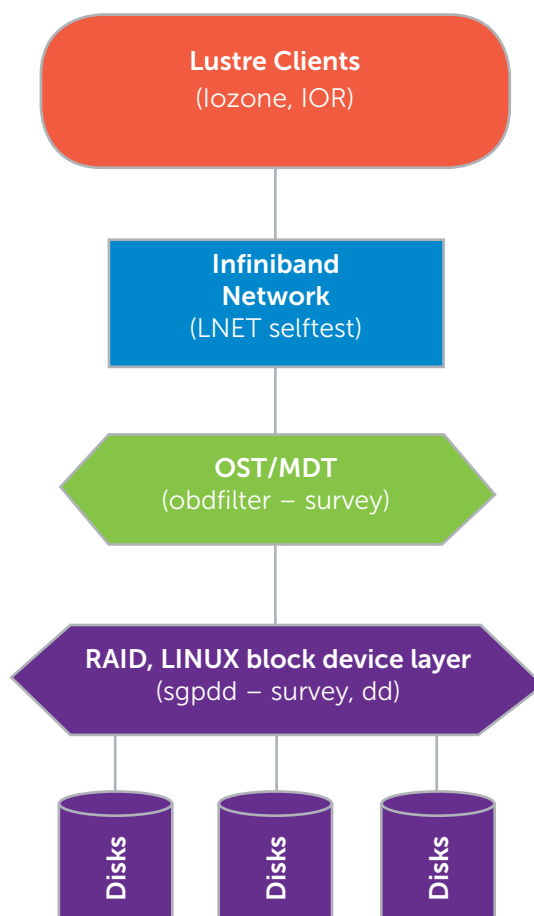 Lustre Clients
(Iozone, IOR)
Infiniband
Network
(LNET selftest)
OST/MDT
(obdfilter – survey)
RAID, LINUX block device layer
(sgpdd – survey, dd)
Disks
Disks
Disks